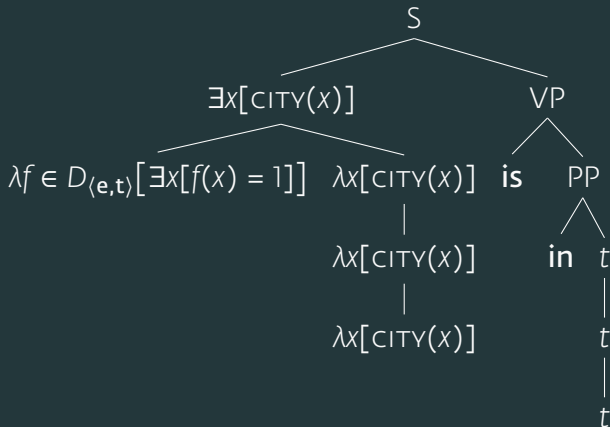 S
∃x[CITY(x)] VP
λf ∈ D⟨e,t⟩[∃x[f(x) = 1]] λx[CITY(x)] is PP
λx[CITY(x)] in t
λx[CITY(x)] t
t